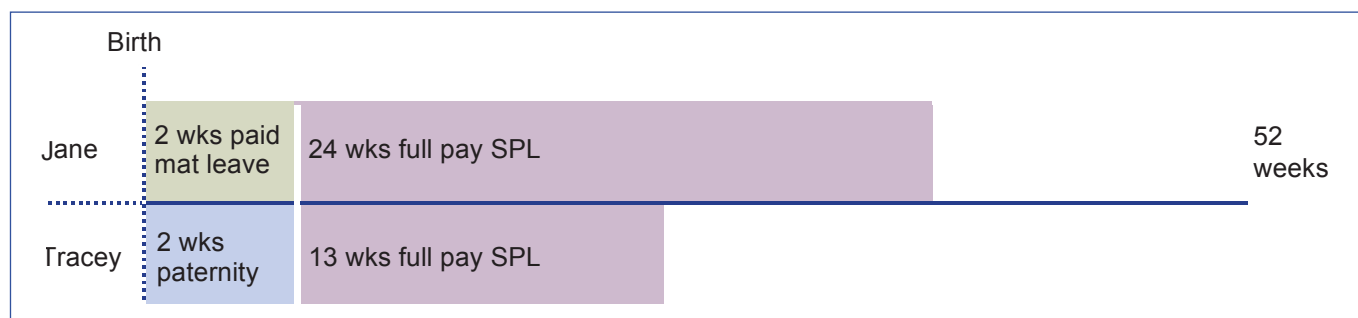 Birth
Jane
2 wks paid
mat leave
24 wks full pay SPL
52
weeks
Tracey
2 wks
paternity
13 wks full pay SPL